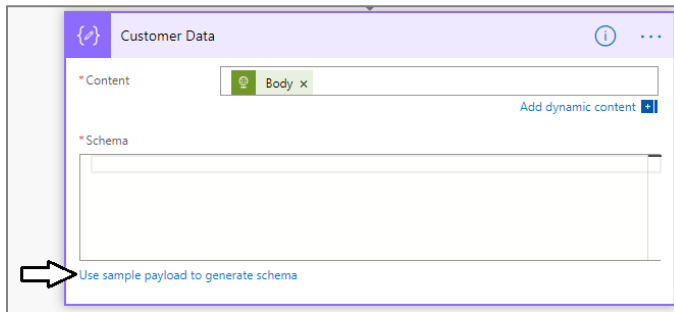 Customer Data
*Content
Body ×
Add dynamic content
*Schema
Use sample payload to generate schema